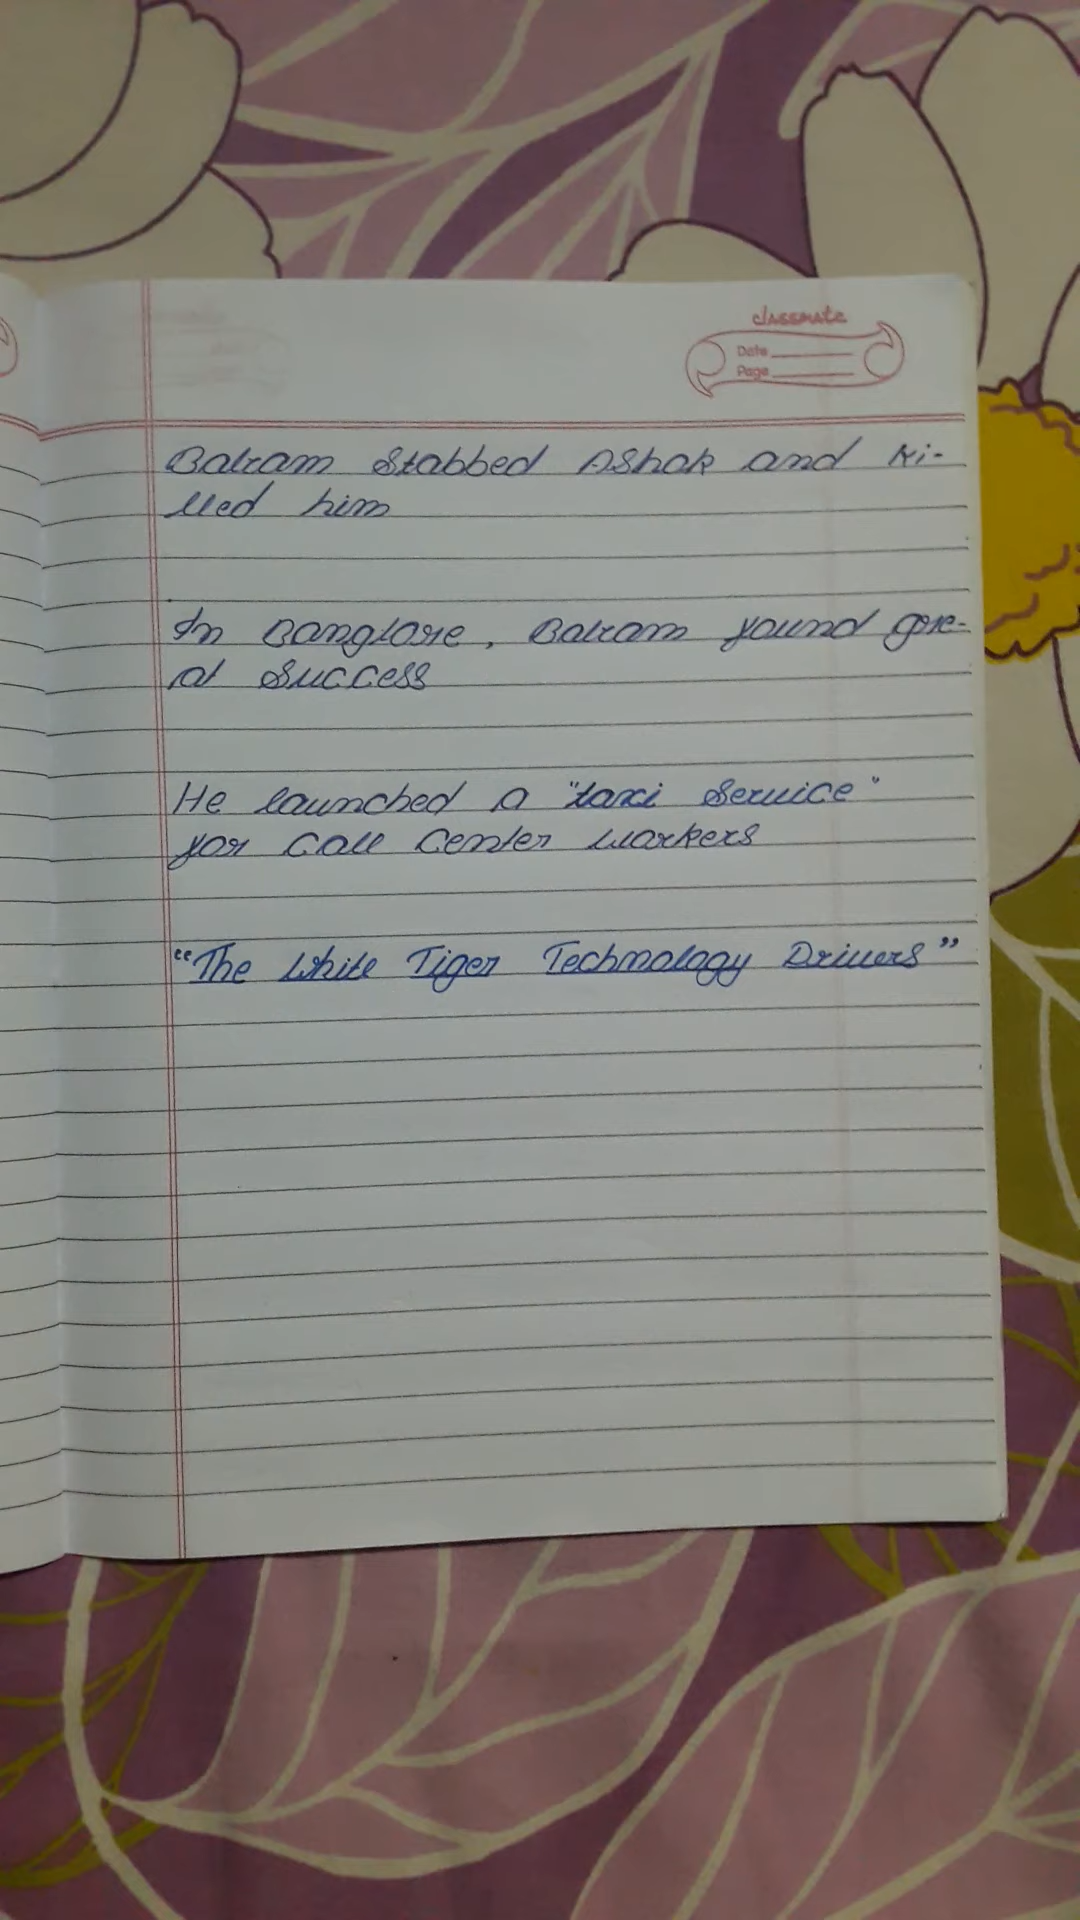 classmate
Date
Page
Balram stabbed Ashok and ki-
lled him
In Banglore, Balram found gre-
at success
He launched a "taxi service"
for call center workers
"The White Tiger Technology Drivers"